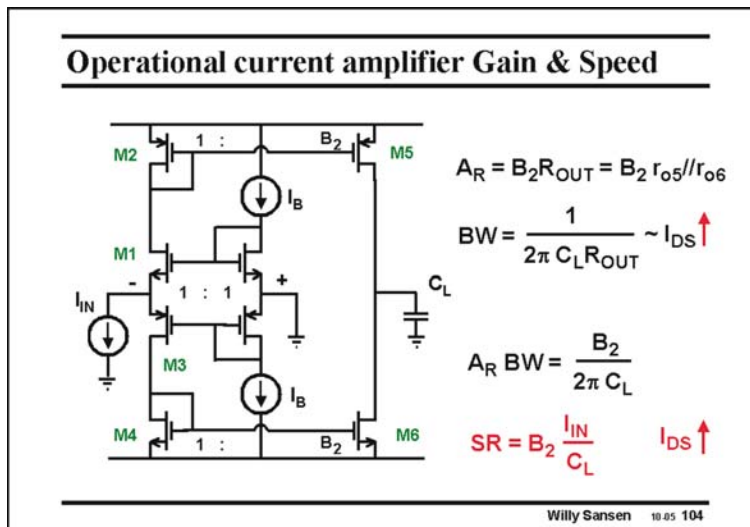 Operational current amplifier Gain & Speed
1 :
B2
M2
M5
IB
AR = B2ROUT = B2 ro5//ro6
BW = 1 / 2π CLROUT ~ IDS ↑
M1
- +
1 : 1
CL
IIN
M3
IB
AR BW = B2 / 2π CL
M4
1 :
B2
M6
SR = B2 IIN / CL IDS ↑
Willy Sansen 10-05 104